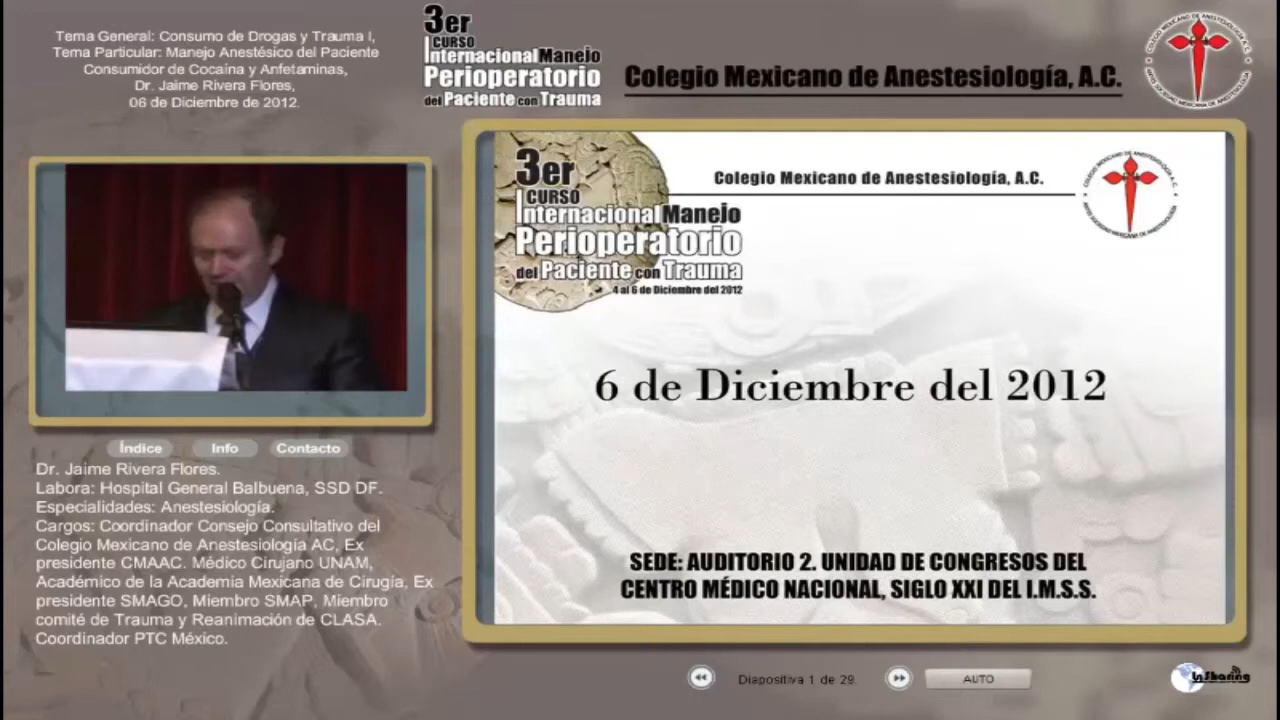 Tema General: Consumo de Drogas y Trauma I,
Tema Particular: Manejo Anestésico del Paciente
Consumidor de Cocaina y Anfetaminas,
Dr. Jaime Rivera Flores,
06 de Diciembre de 2012.
3er
CURSO
Internacional Manejo
Perioperatorio
del Paciente con Trauma
Colegio Mexicano de Anestesiología, A.C.
3er
CURSO
Internacional Manejo
Perioperatorio
del Paciente con Trauma
4 al 6 de Diciembre del 2012
Colegio Mexicano de Anestesiología, A.C.
6 de Diciembre del 2012
SEDE: AUDITORIO 2. UNIDAD DE CONGRESOS DEL
CENTRO MÉDICO NACIONAL, SIGLO XXI DEL I.M.S.S.
Índice Info Contacto
Dr. Jaime Rivera Flores.
Labora: Hospital General Balbuena, SSD DF.
Especialidades: Anestesiología.
Cargos: Coordinador Consejo Consultativo del
Colegio Mexicano de Anestesiología AC, Ex
presidente CMAAC. Médico Cirujano UNAM,
Académico de la Academia Mexicana de Cirugía, Ex
presidente SMAGO, Miembro SMAP, Miembro
comité de Trauma y Reanimación de CLASA.
Coordinador PTC México.
Diapositiva 1 de 29.
AUTO
InSharing